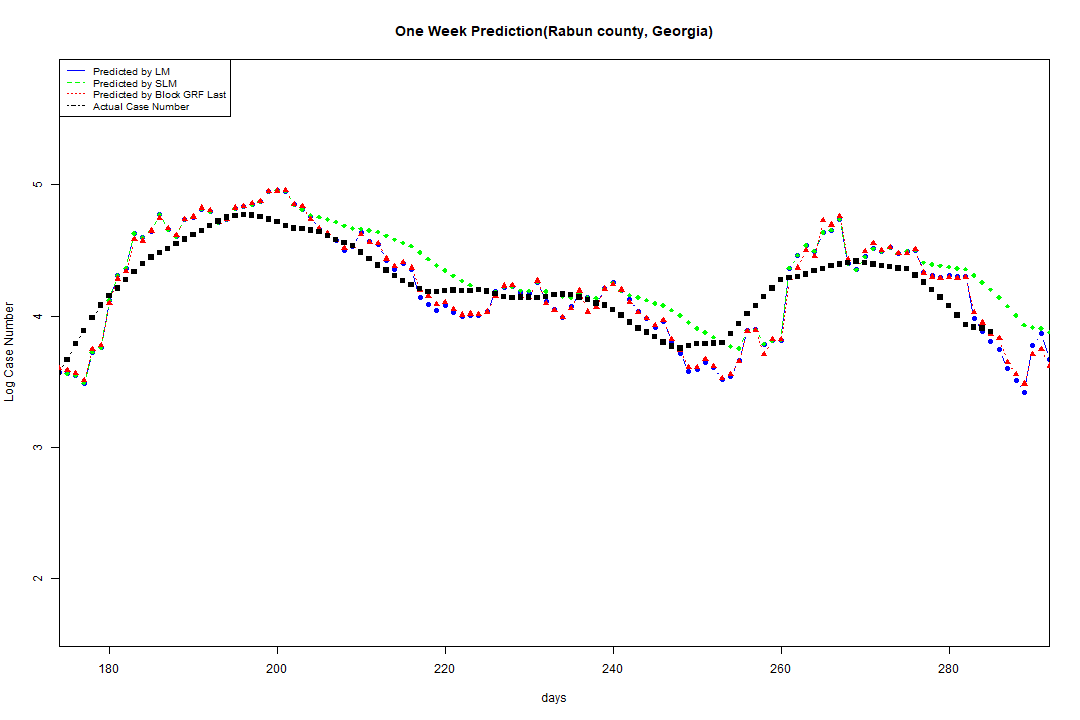 One Week Prediction(Rabun county, Georgia)
Predicted by LM
Predicted by SLM
Predicted by Block GRF Last
Actual Case Number
Log Case Number
5
4
3
2
180 200 220 240 260 280
days